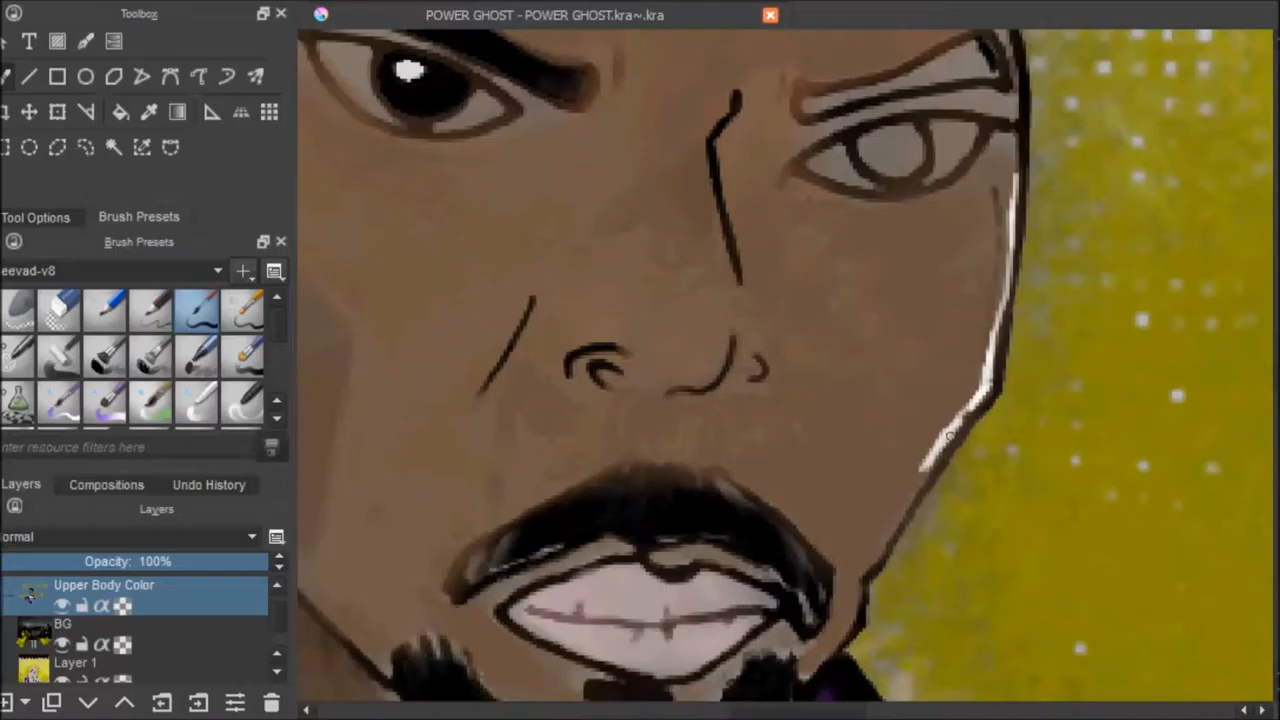 Toolbox
POWER GHOST - POWER GHOST.kra~.kra
T
Tool Options
Brush Presets
Brush Presets
eevad-v8
enter resource filters here
Layers
Compositions
Undo History
Layers
ormal
Opacity: 100%
Upper Body Color
BG
Layer 1